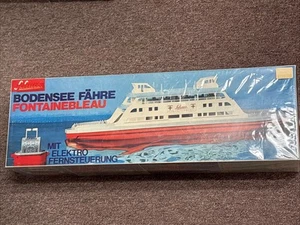 BODENSEE FÄHRE
FONTAINEBLEAU
MIT
ELEKTRO
FERNSTEUERUNG